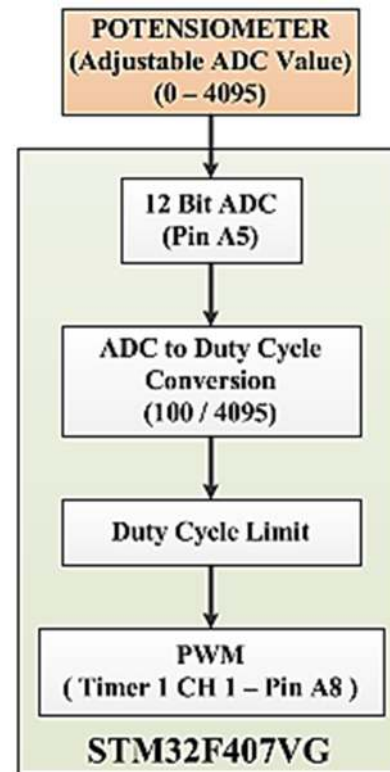 POTENSIOMETER
(Adjustable ADC Value)
(0 – 4095)
12 Bit ADC
(Pin A5)
ADC to Duty Cycle
Conversion
(100 / 4095)
Duty Cycle Limit
PWM
( Timer 1 CH 1 – Pin A8 )
STM32F407VG